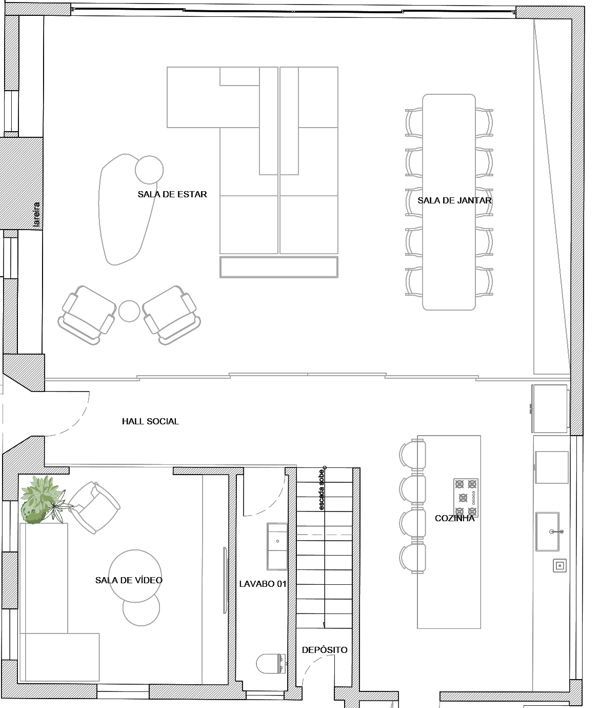 SALA DE ESTAR
SALA DE JANTAR
lareira
HALL SOCIAL
escada sobe
COZINHA
SALA DE VÍDEO
LAVABO 01
DEPÓSITO